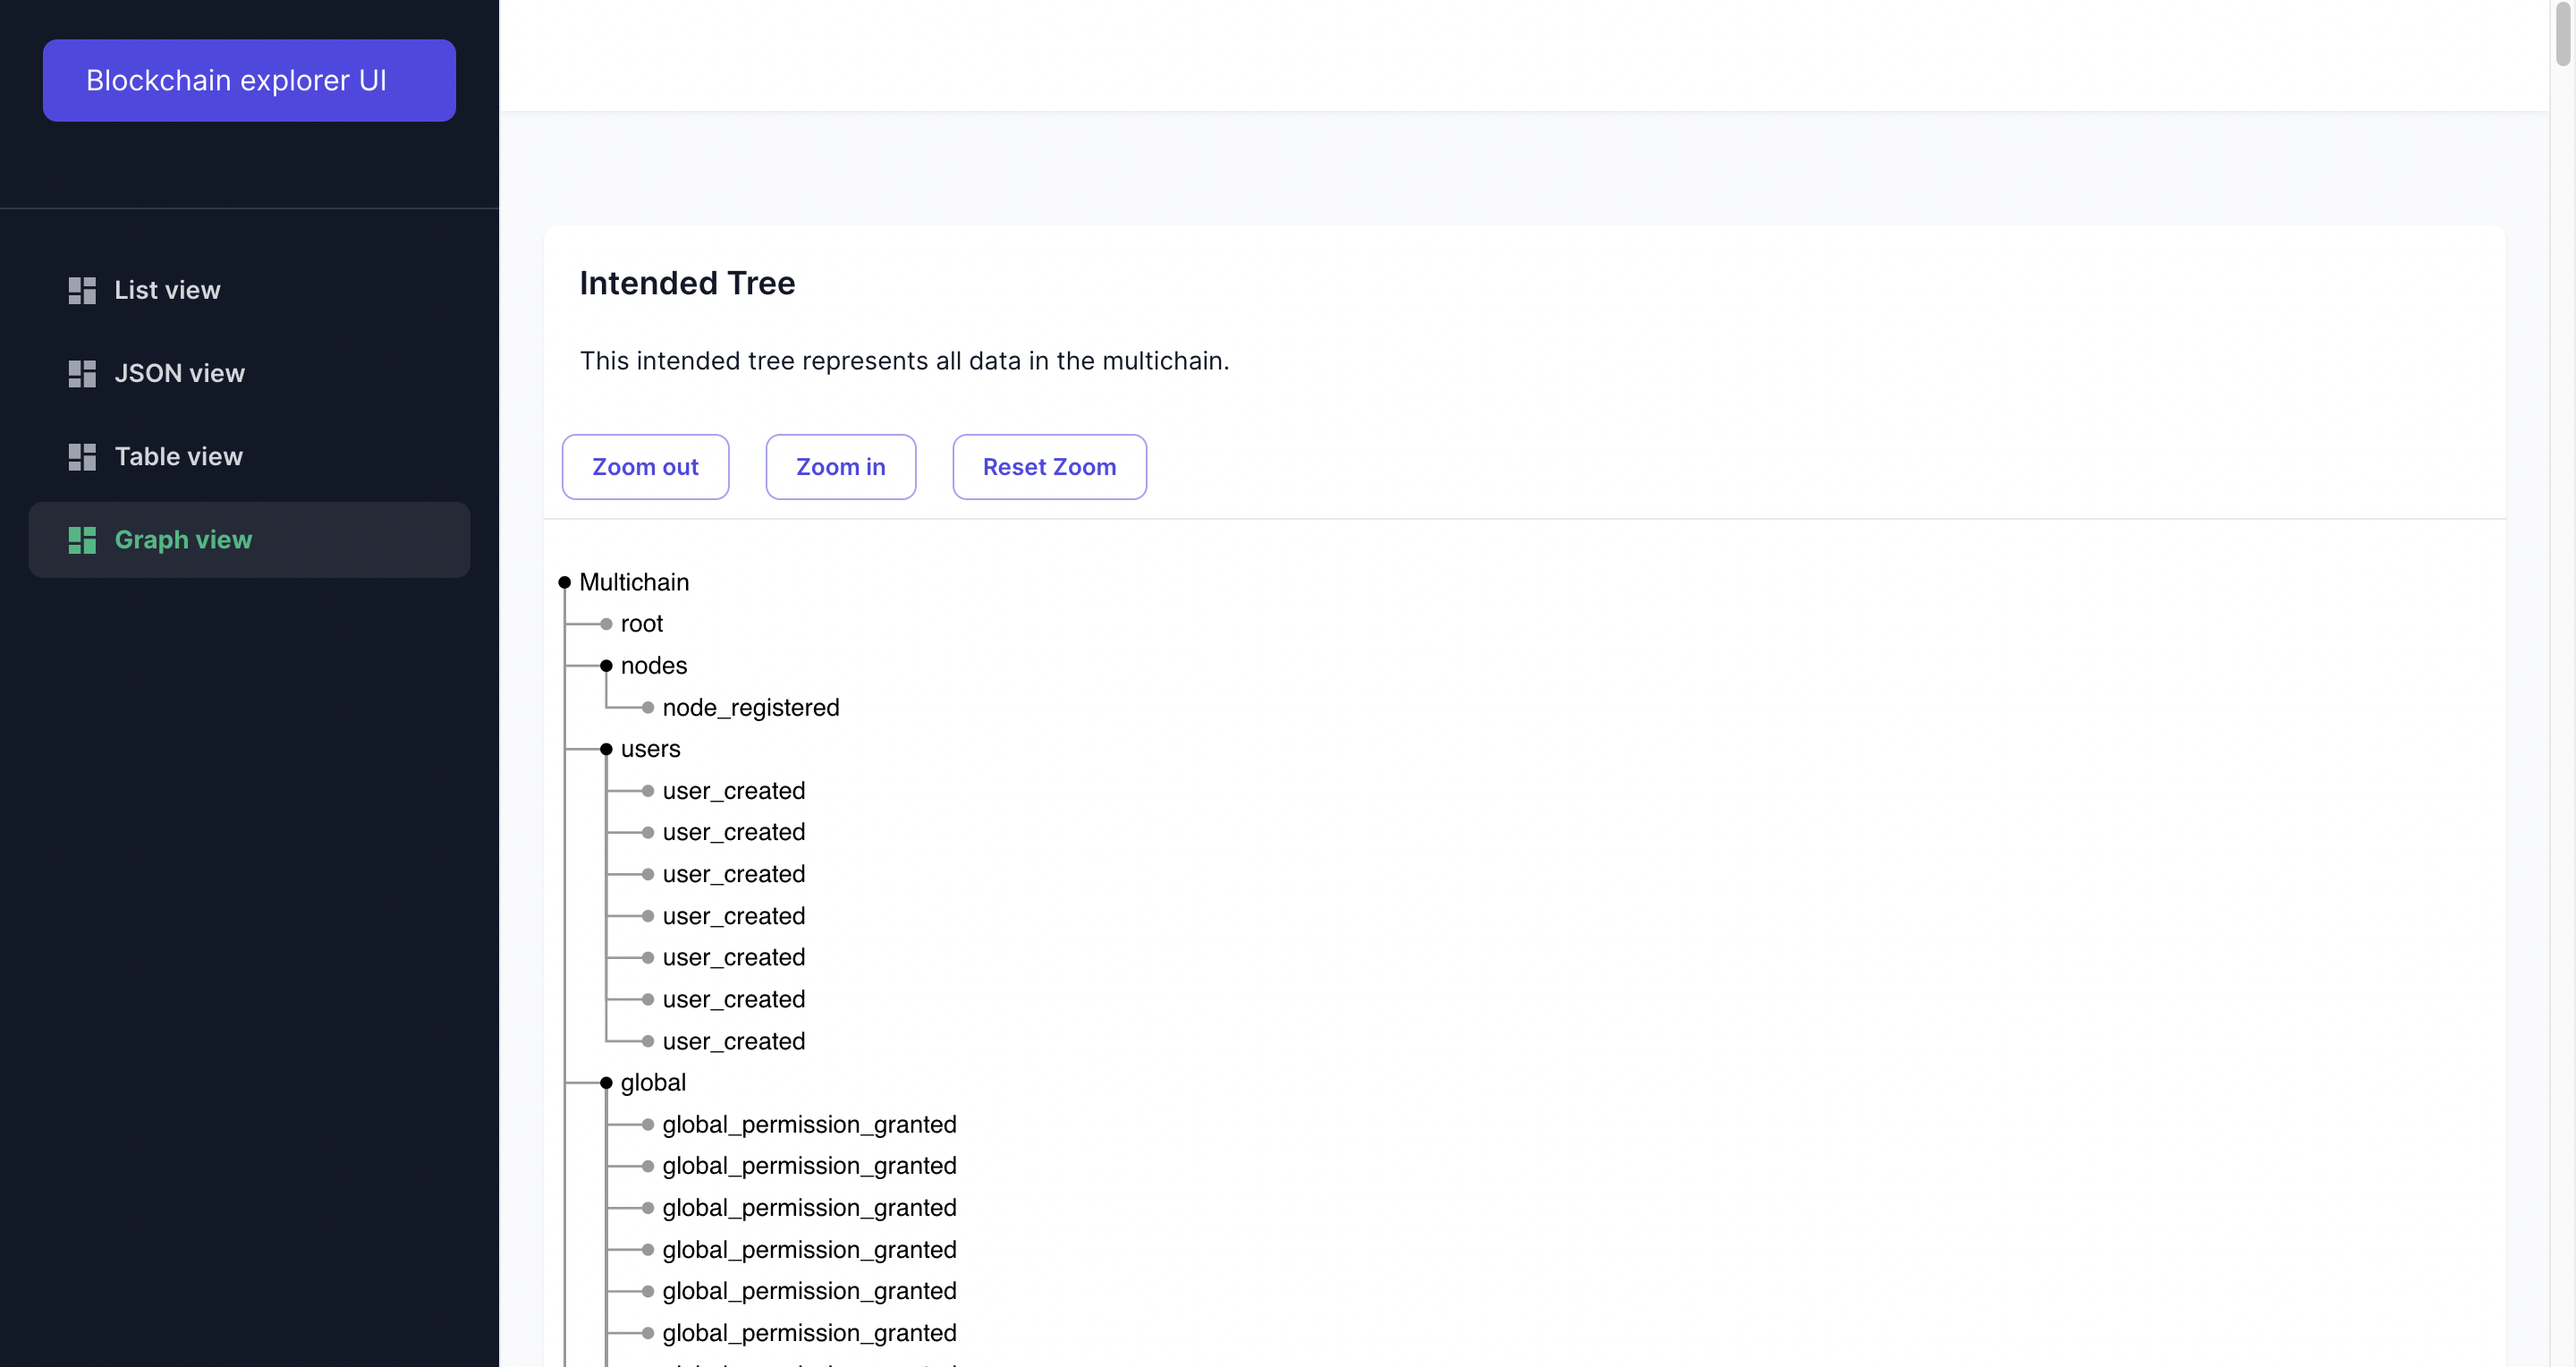 Blockchain explorer UI
List view
JSON view
Table view
Graph view
Intended Tree
This intended tree represents all data in the multichain.
Zoom out
Zoom in
Reset Zoom
Multichain
root
nodes
node_registered
users
user_created
user_created
user_created
user_created
user_created
user_created
user_created
global
global_permission_granted
global_permission_granted
global_permission_granted
global_permission_granted
global_permission_granted
global_permission_granted